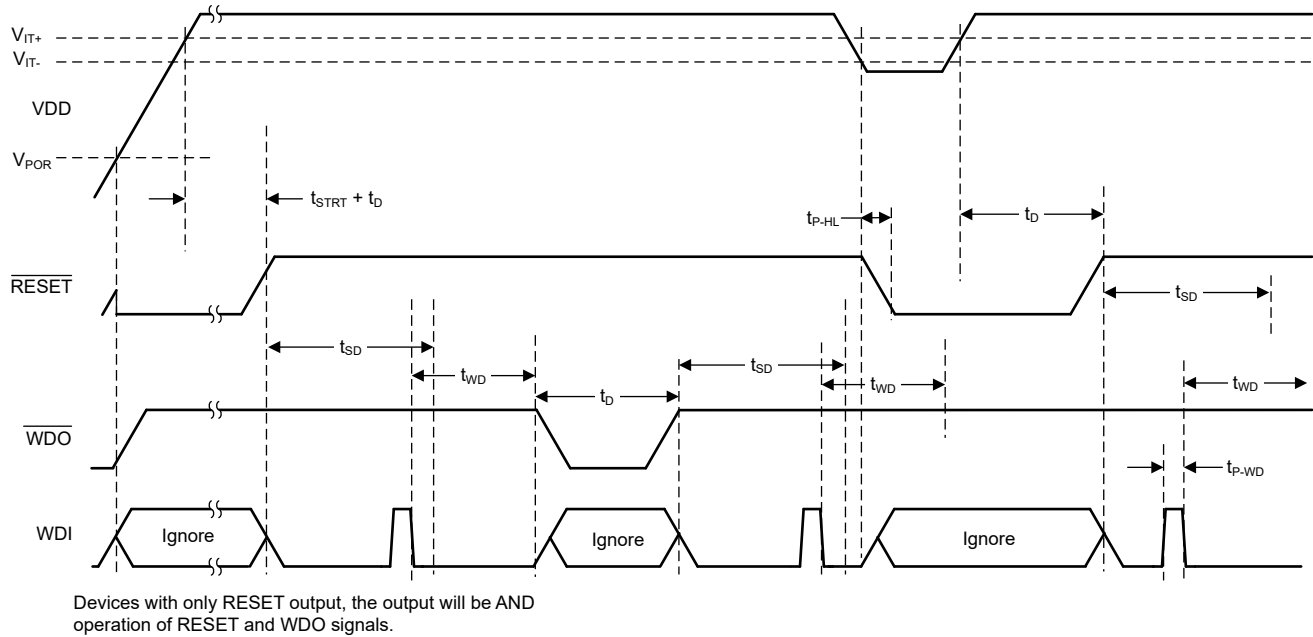 VIT+
VIT-
VDD
VPOR
tSTRT + tD
tP-HL
tD
RESET
tSD
tSD
tSD
tWD
tWD
tWD
tD
WDO
tP-WD
WDI
Ignore
Ignore
Ignore
Devices with only RESET output, the output will be AND
operation of RESET and WDO signals.